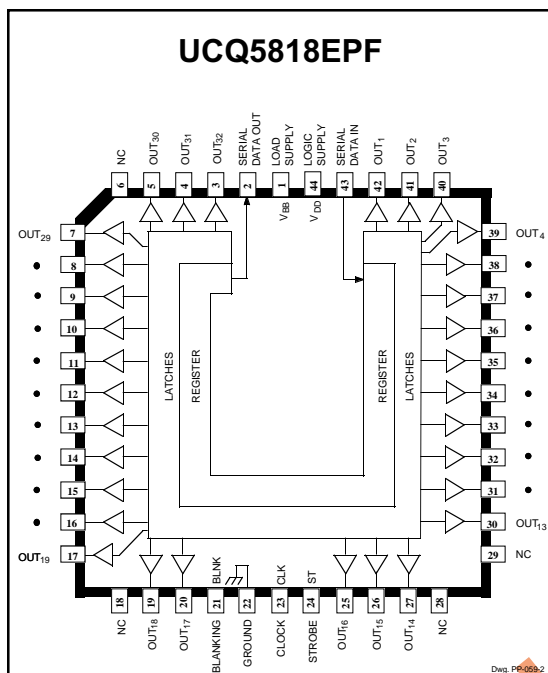 UCQ5818EPF
NC
OUT30
OUT31
OUT32
SERIAL DATA OUT
LOAD SUPPLY
LOGIC SUPPLY
SERIAL DATA IN
OUT1
OUT2
OUT3
6
5
4
3
2
1
44
43
42
41
40
VBB
VDD
OUT29
7
39
OUT4
8
38
9
37
10
36
11
35
12
34
13
33
14
32
15
31
16
30
OUT13
OUT19
17
29
NC
LATCHES
REGISTER
REGISTER
LATCHES
BLNK
CLK
ST
18
19
20
21
22
23
24
25
26
27
28
NC
OUT18
OUT17
BLANKING
GROUND
CLOCK
STROBE
OUT16
OUT15
OUT14
NC
Dwg. PP-059-2